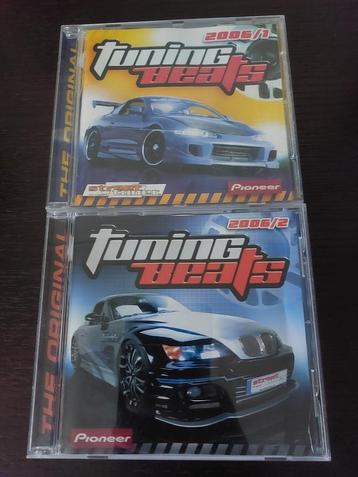 2006/1
tuning
beats
THE ORIGINAL
street
Pioneer
2006/2
tuning
beats
THE ORIGINAL
street
Pioneer